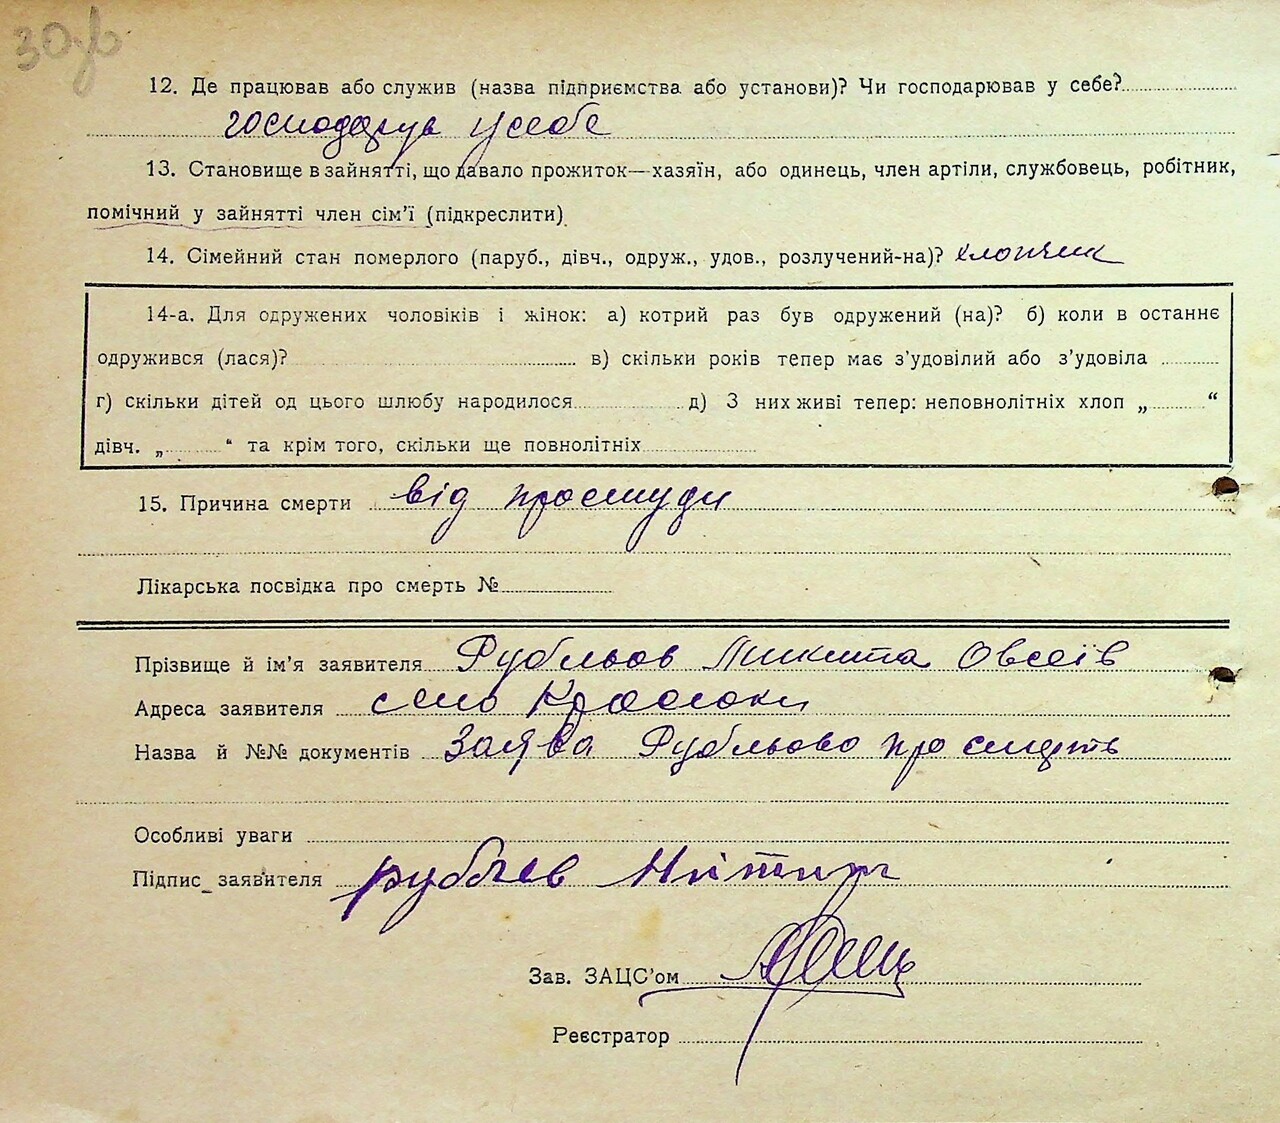 30зв
12. Де працював або служив (назва підприємства або установи)? Чи господарював у себе?
господарув у себе
13. Становище в зайнятті, що давало прожиток—хазяїн, або одинець, член артіли, службовець, робітник,
помічний у зайнятті член сім'ї (підкреслити)
14. Сімейний стан померлого (паруб., дівч., одруж., удов., розлучений-на)? хлопчик
14-а. Для одружених чоловіків і жінок: а) котрий раз був одружений (на)? б) коли в останнє
одружився (лася)? в) скільки років тепер має з'удовілий або з'удовіла
г) скільки дітей од цього шлюбу народилося д) З них живі тепер: неповнолітніх хлоп „ “
дівч. „ “ та крім того, скільки ще повнолітніх
15. Причина смерти від простуди
Лікарська посвідка про смерть №
Прізвище й ім'я заявителя Рубльов Микита Овсеїв
Адреса заявителя село
Назва й №№ документів Заява Рубльово про смерть
Особливі уваги
Підпис заявителя рублев
Зав. ЗАЦС'ом
Реєстратор